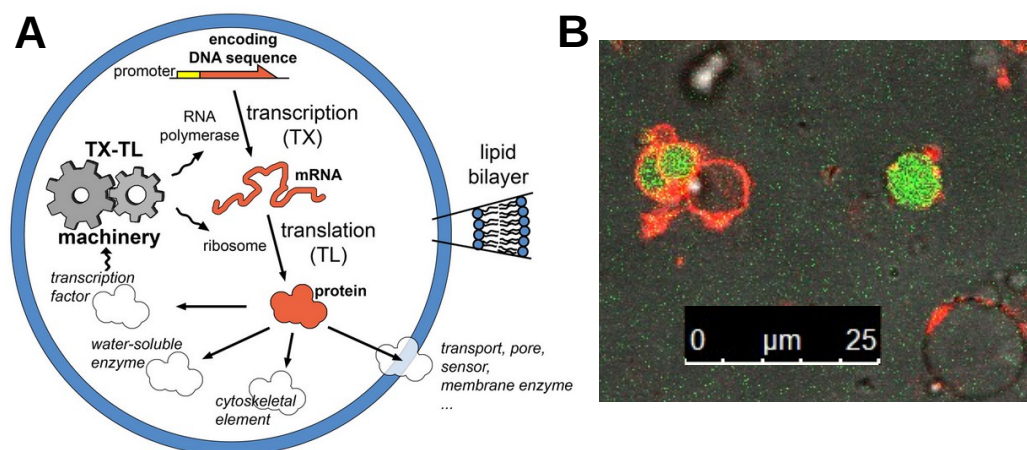 A
encoding
DNA sequence
promoter
transcription
(TX)
RNA
polymerase
TX-TL
machinery
mRNA
ribosome
translation
(TL)
lipid
bilayer
transcription
factor
protein
water-soluble
enzyme
cytoskeletal
element
transport, pore,
sensor,
membrane enzyme
...
B
0 µm 25